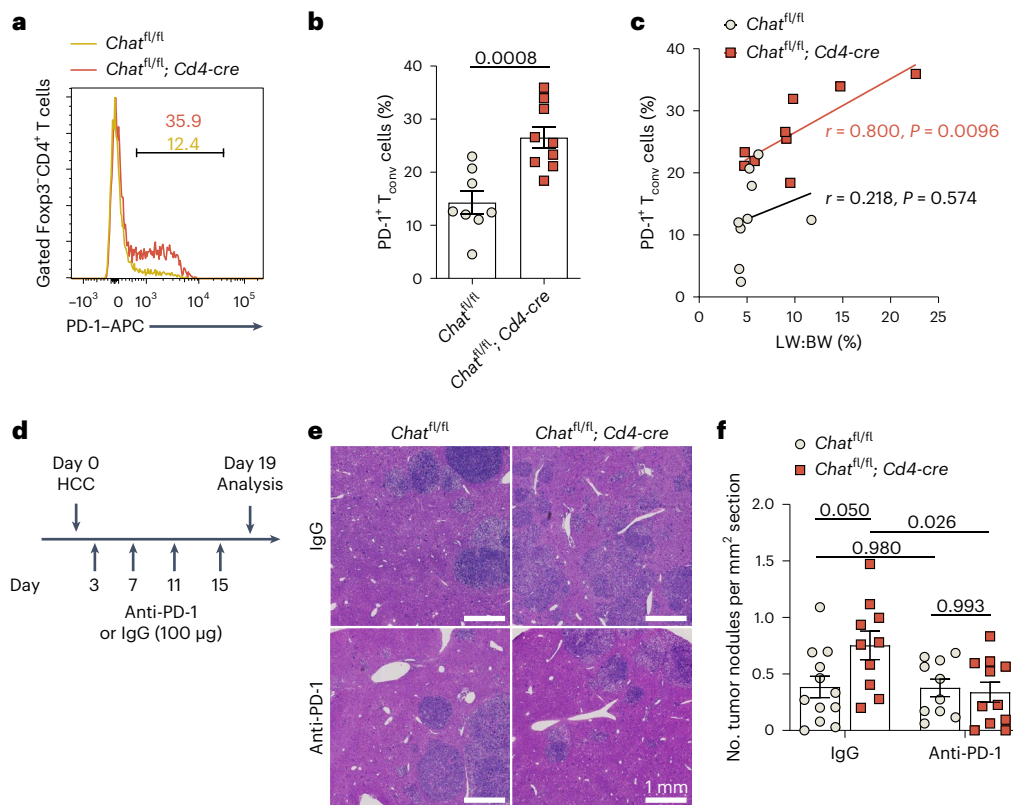 a
Chat^fl/fl
Chat^fl/fl; Cd4-cre
Gated Foxp3⁻CD4⁺ T cells
35.9
12.4
–10³ 0 10³ 10⁴ 10⁵
PD-1–APC
b
0.0008
PD-1⁺ T_conv cells (%)
40
30
20
10
0
Chat^fl/fl
Chat^fl/fl; Cd4-cre
c
Chat^fl/fl
Chat^fl/fl; Cd4-cre
PD-1⁺ T_conv cells (%)
40
30
20
10
0
r = 0.800, P = 0.0096
r = 0.218, P = 0.574
0 5 10 15 20 25
LW:BW (%)
d
Day 0
HCC
Day 19
Analysis
Day 3 7 11 15
Anti-PD-1
or IgG (100 µg)
e
Chat^fl/fl
Chat^fl/fl; Cd4-cre
IgG
Anti-PD-1
1 mm
f
Chat^fl/fl
Chat^fl/fl; Cd4-cre
No. tumor nodules per mm² section
2.0
1.5
1.0
0.5
0
0.050
0.026
0.980
0.993
IgG Anti-PD-1